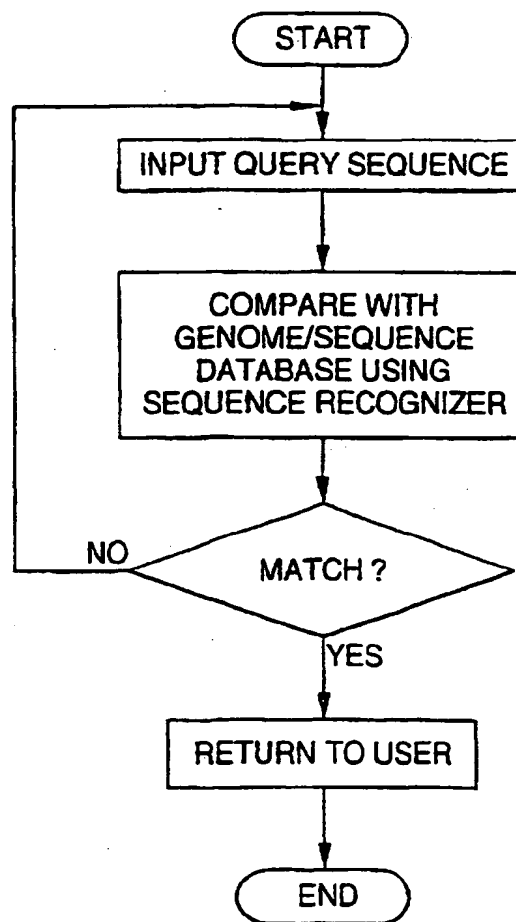 START
INPUT QUERY SEQUENCE
COMPARE WITH
GENOME/SEQUENCE
DATABASE USING
SEQUENCE RECOGNIZER
NO
MATCH ?
YES
RETURN TO USER
END